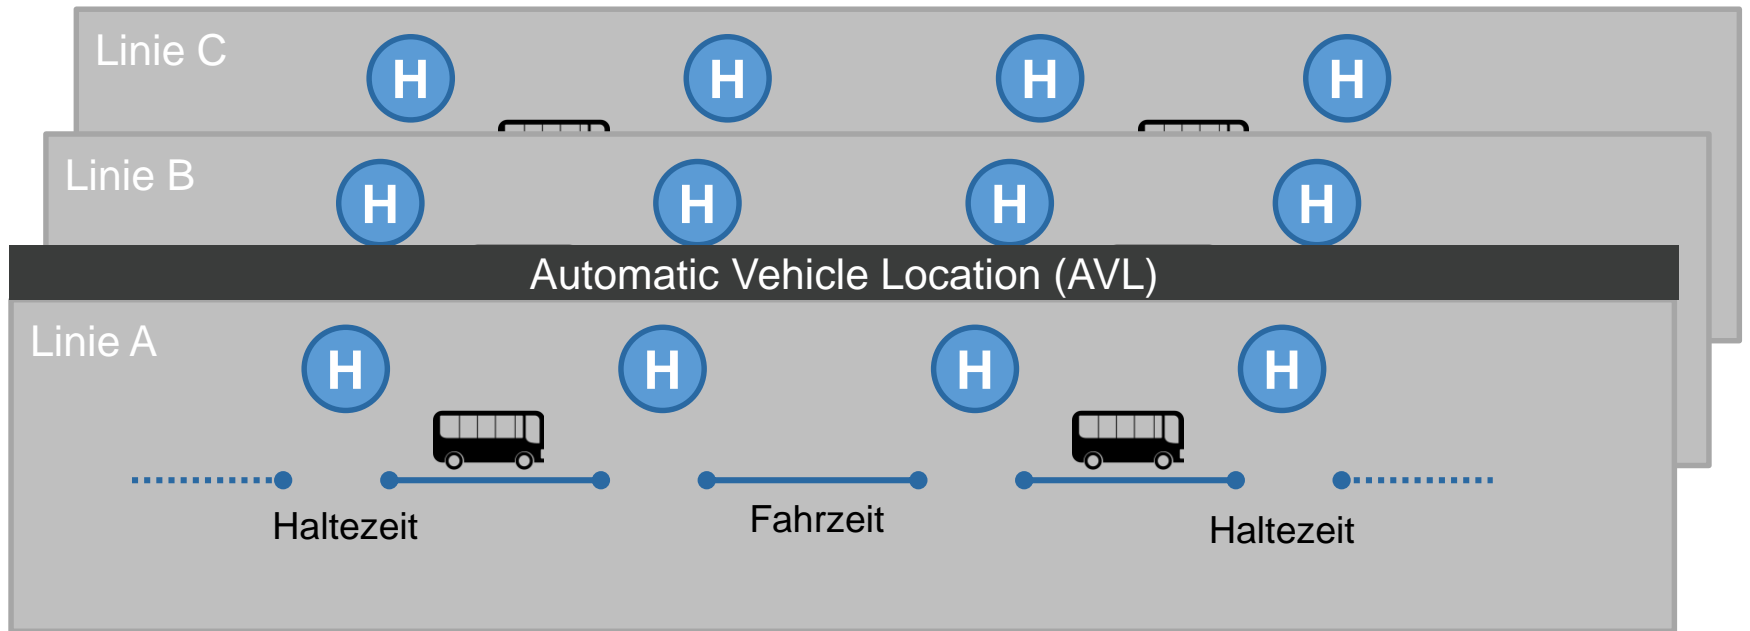 Linie C
H H H H
Linie B
H H H H
Automatic Vehicle Location (AVL)
Linie A
H H H H
Haltezeit Fahrzeit Haltezeit